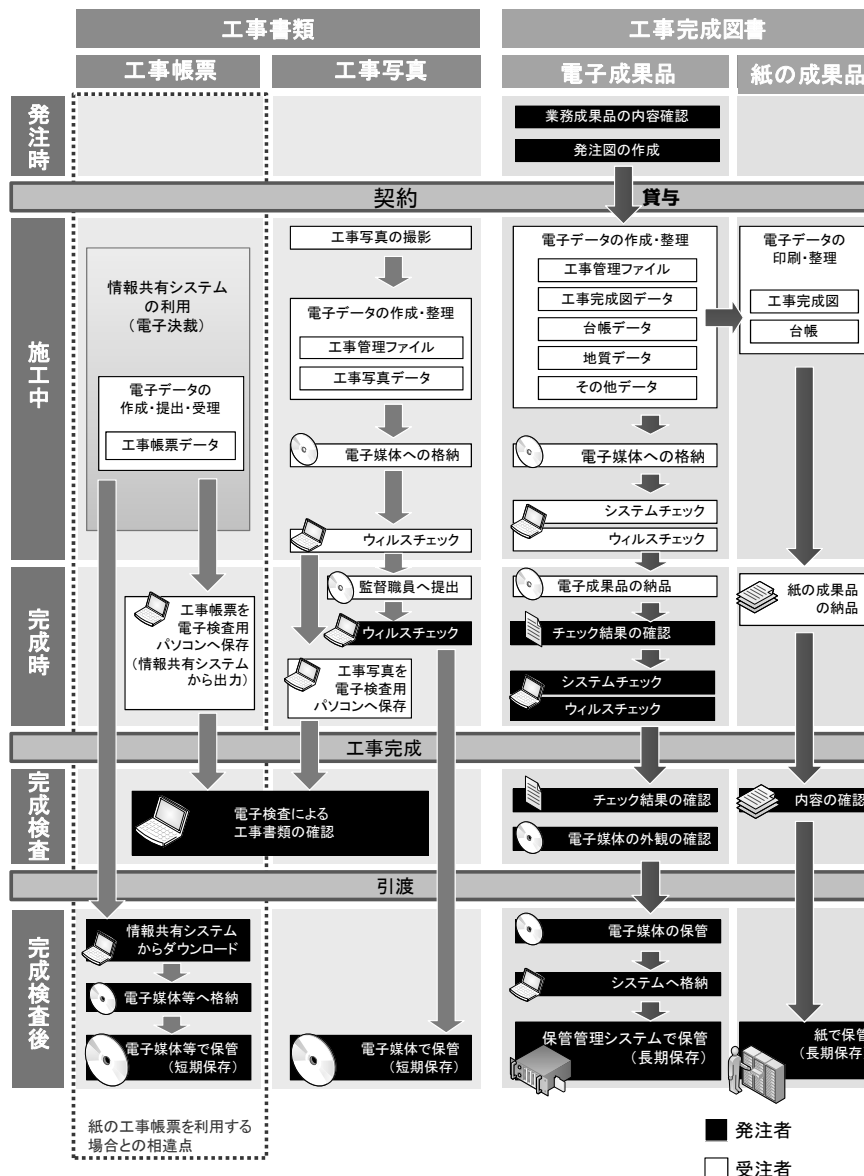 工事書類
工事完成図書
工事帳票
工事写真
電子成果品
紙の成果品
発注時
業務成果品の内容確認
発注図の作成
契約
貸与
施工中
情報共有システム
の利用
（電子決裁）
電子データの
作成・提出・受理
工事帳票データ
工事写真の撮影
電子データの作成・整理
工事管理ファイル
工事写真データ
電子媒体への格納
ウィルスチェック
電子データの作成・整理
工事管理ファイル
工事完成図データ
台帳データ
地質データ
その他データ
電子媒体への格納
システムチェック
ウィルスチェック
電子データの
印刷・整理
工事完成図
台帳
完成時
工事帳票を
電子検査用
パソコンへ保存
（情報共有システム
から出力）
監督職員へ提出
ウィルスチェック
工事写真を
電子検査用
パソコンへ保存
電子成果品の納品
チェック結果の確認
システムチェック
ウィルスチェック
紙の成果品
の納品
工事完成
完成検査
電子検査による
工事書類の確認
チェック結果の確認
電子媒体の外観の確認
内容の確認
引渡
完成検査後
情報共有システム
からダウンロード
電子媒体等へ格納
電子媒体等で保管
（短期保存）
電子媒体で保管
（短期保存）
電子媒体の保管
システムへ格納
保管管理システムで保管
（長期保存）
紙で保管
（長期保存
紙の工事帳票を利用する
場合との相違点
発注者
受注者